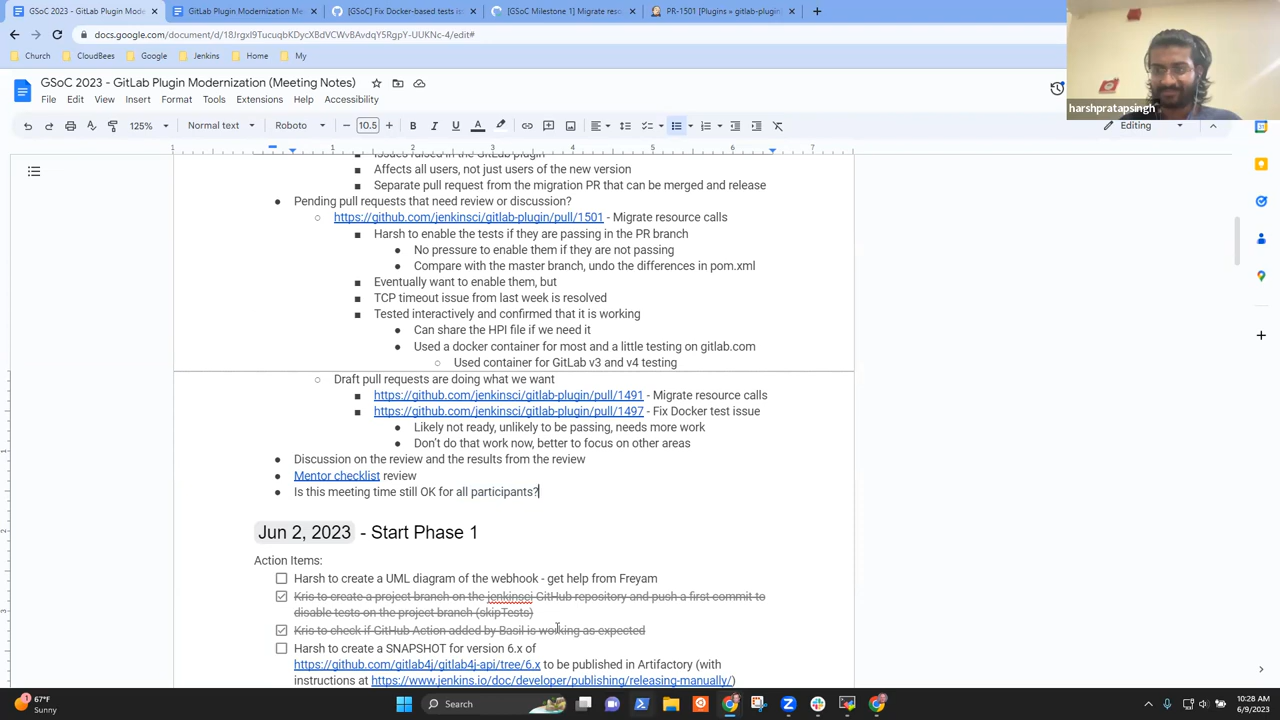 GSoC 2023 - GitLab Plugin Mod
GitLab Plugin Modernization (M
[GSoC] Fix Docker-based tests is
[GSoC Milestone 1] Migrate reso
PR-1501 [Plugins » gitlab-plugin
docs.google.com/document/d/18Jrgxl9TucuqbKDycXBdVCWvBAvdqY5RgpY-UUKNc-4/edit#
Church
CloudBees
Google
Jenkins
Home
My
GSoC 2023 - GitLab Plugin Modernization (Meeting Notes)
File Edit View Insert Format Tools Extensions Help Accessibility
125%
Normal text
Roboto
10.5
Editing
harshpratapsingh
1 1 2 3 4 5 6 7
Issues raised in the GitLab plugin
Affects all users, not just users of the new version
Separate pull request from the migration PR that can be merged and release
Pending pull requests that need review or discussion?
https://github.com/jenkinsci/gitlab-plugin/pull/1501 - Migrate resource calls
Harsh to enable the tests if they are passing in the PR branch
No pressure to enable them if they are not passing
Compare with the master branch, undo the differences in pom.xml
Eventually want to enable them, but
TCP timeout issue from last week is resolved
Tested interactively and confirmed that it is working
Can share the HPI file if we need it
Used a docker container for most and a little testing on gitlab.com
Used container for GitLab v3 and v4 testing
Draft pull requests are doing what we want
https://github.com/jenkinsci/gitlab-plugin/pull/1491 - Migrate resource calls
https://github.com/jenkinsci/gitlab-plugin/pull/1497 - Fix Docker test issue
Likely not ready, unlikely to be passing, needs more work
Don't do that work now, better to focus on other areas
Discussion on the review and the results from the review
Mentor checklist review
Is this meeting time still OK for all participants?
Jun 2, 2023 - Start Phase 1
Action Items:
Harsh to create a UML diagram of the webhook - get help from Freyam
Kris to create a project branch on the jenkinsci GitHub repository and push a first commit to
disable tests on the project branch (skipTests)
Kris to check if GitHub Action added by Basil is working as expected
Harsh to create a SNAPSHOT for version 6.x of
https://github.com/gitlab4j/gitlab4j-api/tree/6.x to be published in Artifactory (with
instructions at https://www.jenkins.io/doc/developer/publishing/releasing-manually/)
67°F
Sunny
Search
10:28 AM
6/9/2023